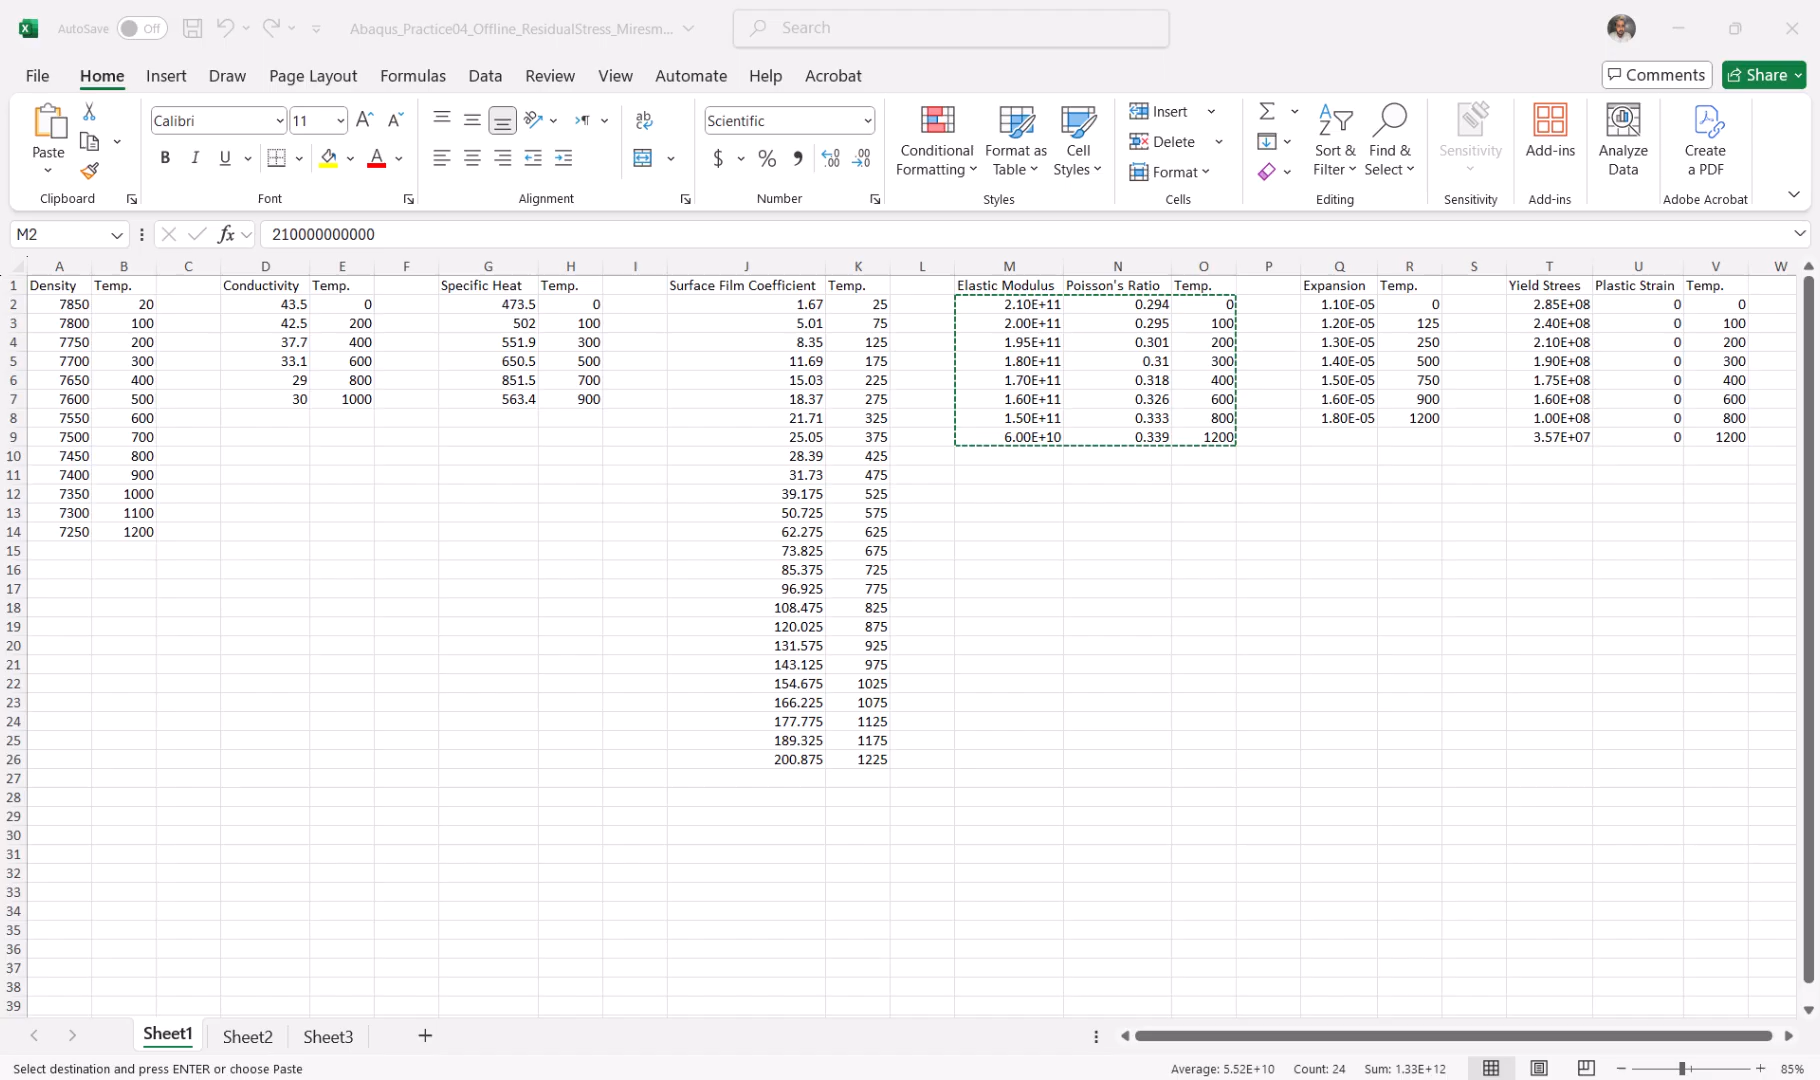 AutoSave Off Abaqus_Practice04_Offline_ResidualStress_Miresm... Search
File Home Insert Draw Page Layout Formulas Data Review View Automate Help Acrobat Comments Share
Paste Calibri 11 Scientific Insert Delete Format
B I U A $ % Conditional Formatting Format as Table Cell Styles Sort & Filter Find & Select Sensitivity Add-ins Analyze Data Create a PDF
Clipboard Font Alignment Number Styles Cells Editing Sensitivity Add-ins Adobe Acrobat
M2 fx 210000000000
A B C D E F G H I J K L M N O P Q R S T U V W
1 Density Temp. Conductivity Temp. Specific Heat Temp. Surface Film Coefficient Temp. Elastic Modulus Poisson's Ratio Temp. Expansion Temp. Yield Strees Plastic Strain Temp.
2 7850 20 43.5 0 473.5 0 1.67 25 2.10E+11 0.294 0 1.10E-05 0 2.85E+08 0 0
3 7800 100 42.5 200 502 100 5.01 75 2.00E+11 0.295 100 1.20E-05 125 2.40E+08 0 100
4 7750 200 37.7 400 551.9 300 8.35 125 1.95E+11 0.301 200 1.30E-05 250 2.10E+08 0 200
5 7700 300 33.1 600 650.5 500 11.69 175 1.80E+11 0.31 300 1.40E-05 500 1.90E+08 0 300
6 7650 400 29 800 851.5 700 15.03 225 1.70E+11 0.318 400 1.50E-05 750 1.75E+08 0 400
7 7600 500 30 1000 563.4 900 18.37 275 1.60E+11 0.326 600 1.60E-05 900 1.60E+08 0 600
8 7550 600 21.71 325 1.50E+11 0.333 800 1.80E-05 1200 1.00E+08 0 800
9 7500 700 25.05 375 6.00E+10 0.339 1200 3.57E+07 0 1200
10 7450 800 28.39 425
11 7400 900 31.73 475
12 7350 1000 39.175 525
13 7300 1100 50.725 575
14 7250 1200 62.275 625
15 73.825 675
16 85.375 725
17 96.925 775
18 108.475 825
19 120.025 875
20 131.575 925
21 143.125 975
22 154.675 1025
23 166.225 1075
24 177.775 1125
25 189.325 1175
26 200.875 1225
27
28
29
30
31
32
33
34
35
36
37
38
39
Sheet1 Sheet2 Sheet3
Select destination and press ENTER or choose Paste Average: 5.52E+10 Count: 24 Sum: 1.33E+12 85%